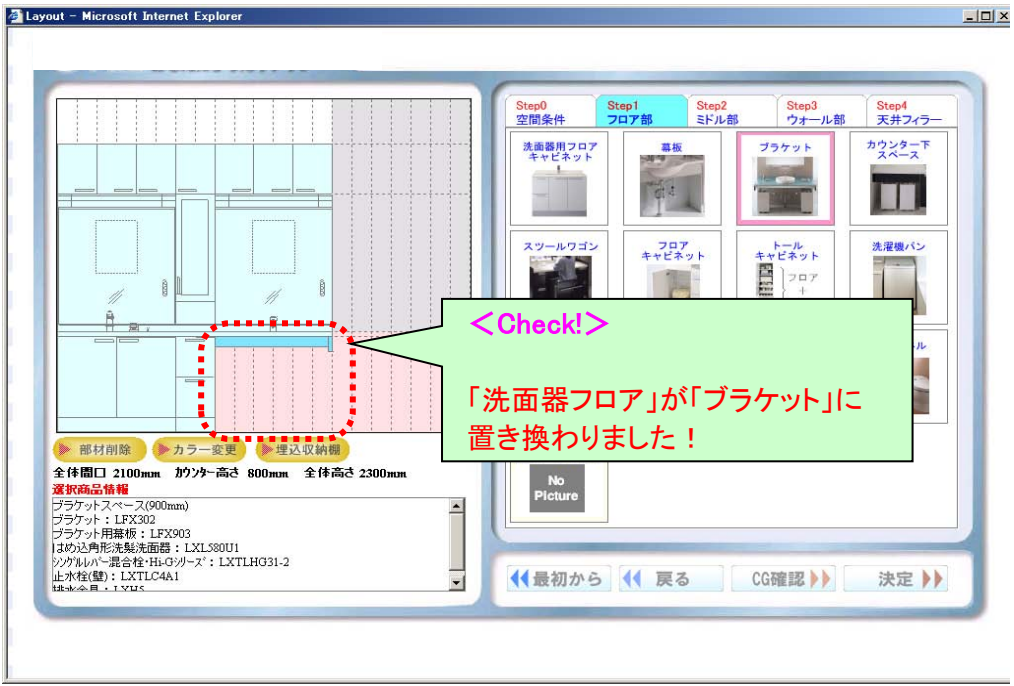 Layout - Microsoft Internet Explorer
Step0
空間条件
Step1
フロア部
Step2
ミドル部
Step3
ウォール部
Step4
天井フィラー
洗面器用フロア
キャビネット
幕板
ブラケット
カウンター下
スペース
スツールワゴン
フロア
キャビネット
トール
キャビネット
フロア
+
洗濯機パン
ル
<Check!>
「洗面器フロア」が「ブラケット」に
置き換わりました！
No
Picture
部材削除
カラー変更
埋込収納棚
全体間口 2100mm カウンター高さ 800mm 全体高さ 2300mm
選択商品情報
ブラケットスペース(900mm)
ブラケット：LFX302
ブラケット用幕板：LFX903
はめ込角形洗髪洗面器：LXL580U1
シングルレバー混合栓・Hi-Gシリーズ：LXTLHG31-2
止水栓(壁)：LXTLC4A1
排水金具：LXH5
最初から
戻る
CG確認
決定